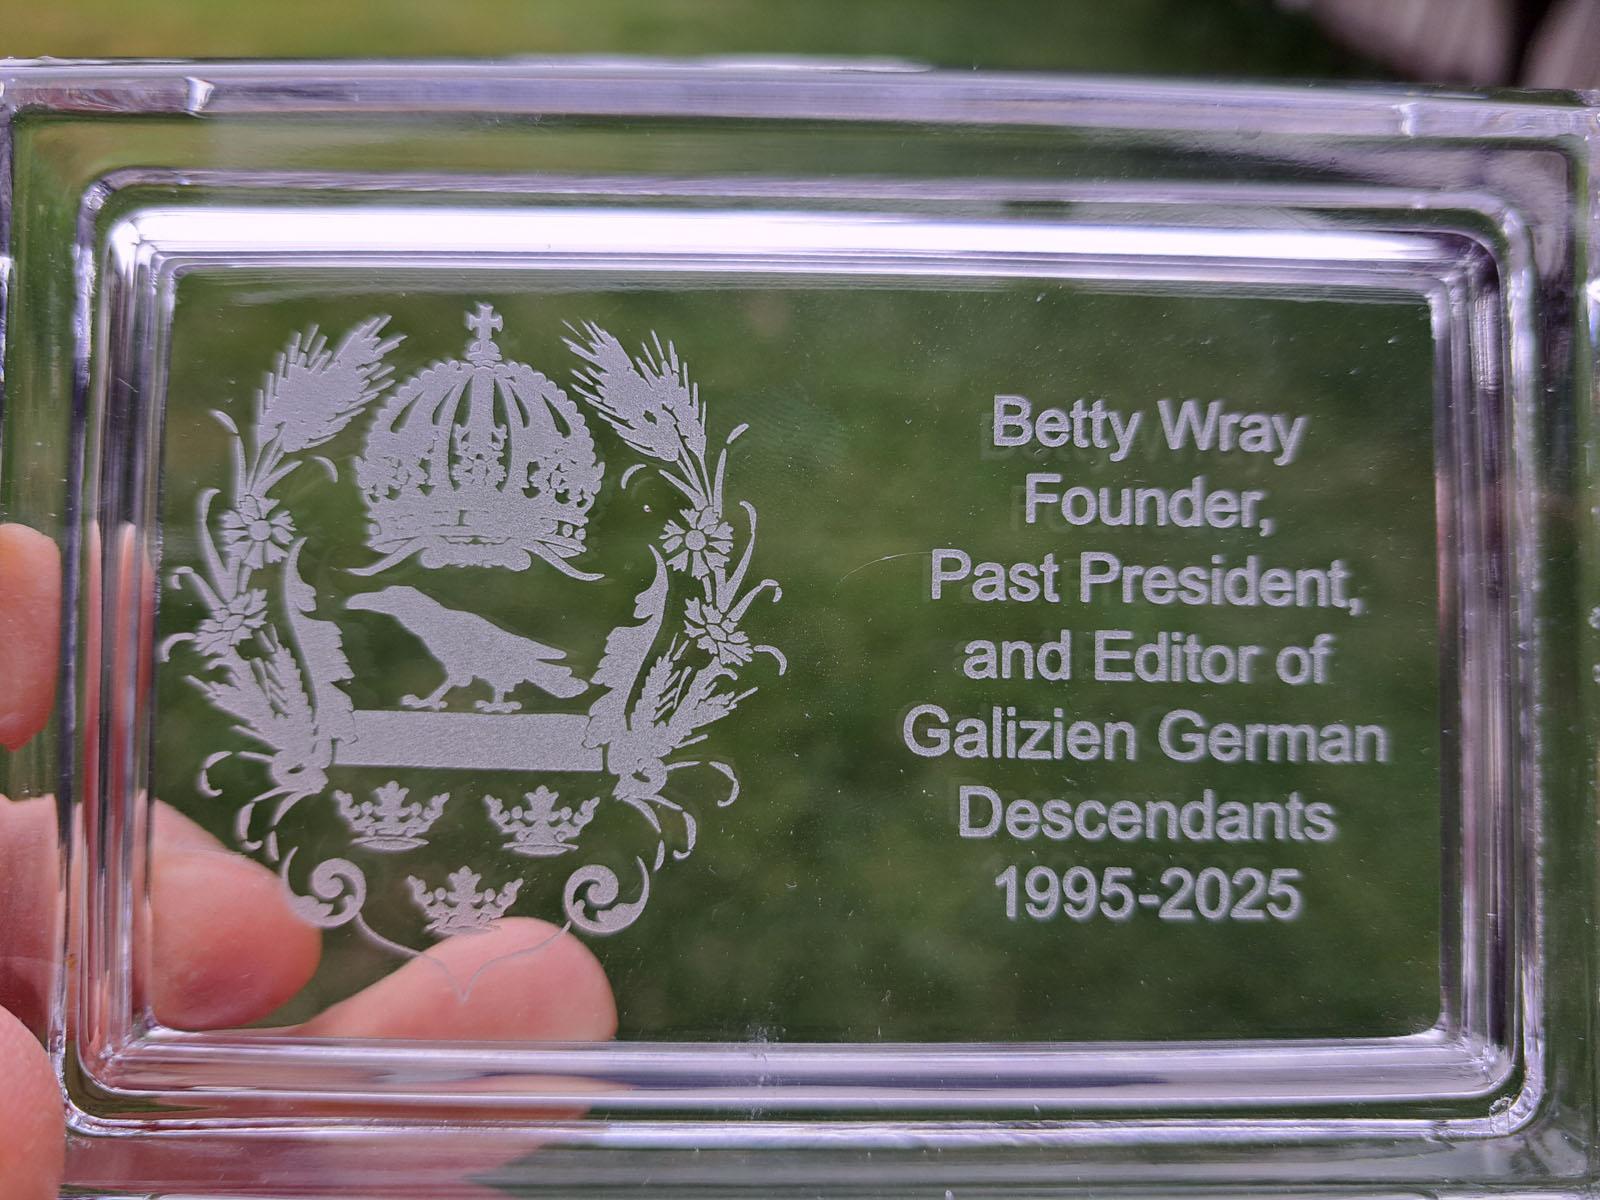 Betty Wray
Founder,
Past President,
and Editor of
Galizien German
Descendants
1995-2025